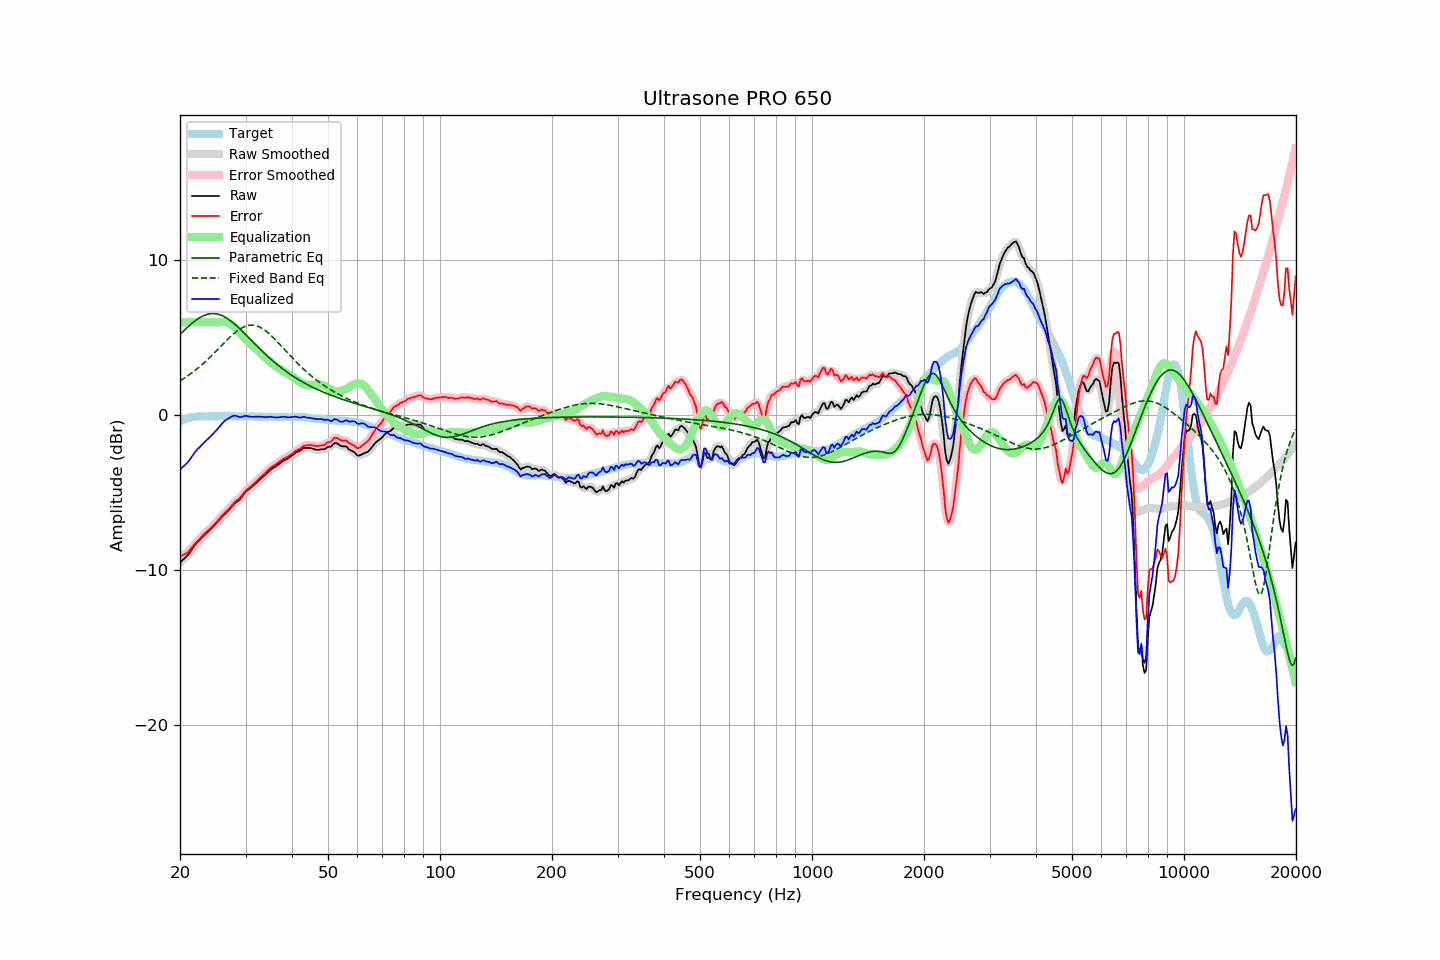 Ultrasone PRO 650
Target
Raw Smoothed
Error Smoothed
Raw
Error
Equalization
Parametric Eq
Fixed Band Eq
Equalized
10
0
−10
−20
Amplitude (dBr)
20 50 100 200 500 1000 2000 5000 10000 20000
Frequency (Hz)